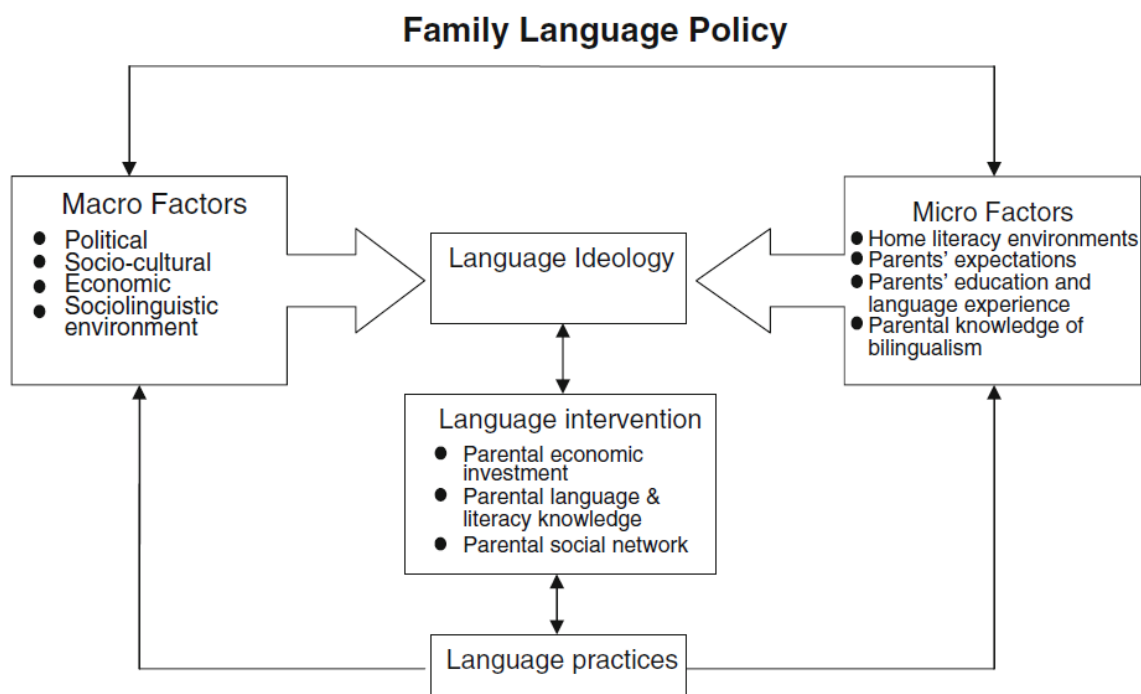 Family Language Policy
Macro Factors
● Political
● Socio-cultural
● Economic
● Sociolinguistic
environment
Language Ideology
Micro Factors
● Home literacy environments
● Parents’ expectations
● Parents’ education and
language experience
● Parental knowledge of
bilingualism
Language intervention
● Parental economic
investment
● Parental language &
literacy knowledge
● Parental social network
Language practices